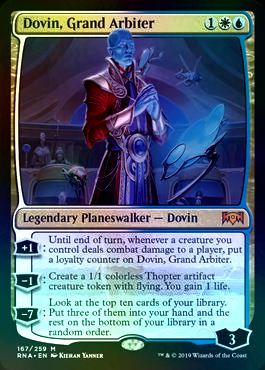 Dovin, Grand Arbiter 1
Legendary Planeswalker — Dovin
+1: Until end of turn, whenever a creature you
control deals combat damage to a player, put
a loyalty counter on Dovin, Grand Arbiter.
-1: Create a 1/1 colorless Thopter artifact
creature token with flying. You gain 1 life.
Look at the top ten cards of your library.
-7: Put three of them into your hand and the
rest on the bottom of your library in a
random order.
3
167/259 M
RNA • EN KIERAN YANNER
™ & © 2019 Wizards of the Coast